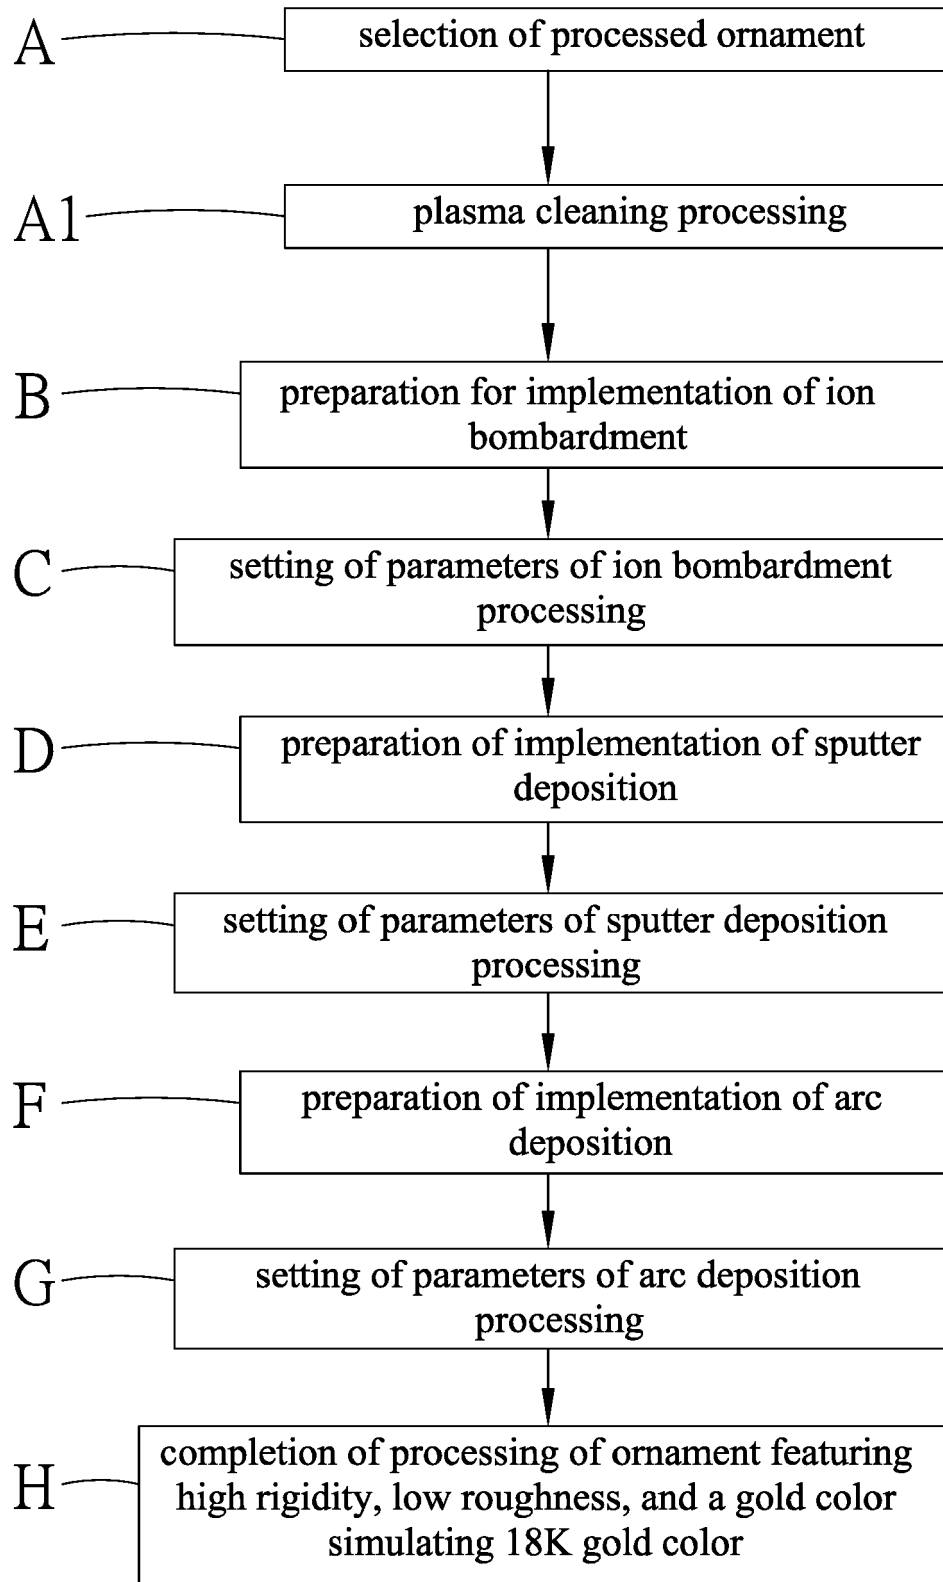 A
selection of processed ornament
A1
plasma cleaning processing
B
preparation for implementation of ion
bombardment
C
setting of parameters of ion bombardment
processing
D
preparation of implementation of sputter
deposition
E
setting of parameters of sputter deposition
processing
F
preparation of implementation of arc
deposition
G
setting of parameters of arc deposition
processing
H
completion of processing of ornament featuring
high rigidity, low roughness, and a gold color
simulating 18K gold color